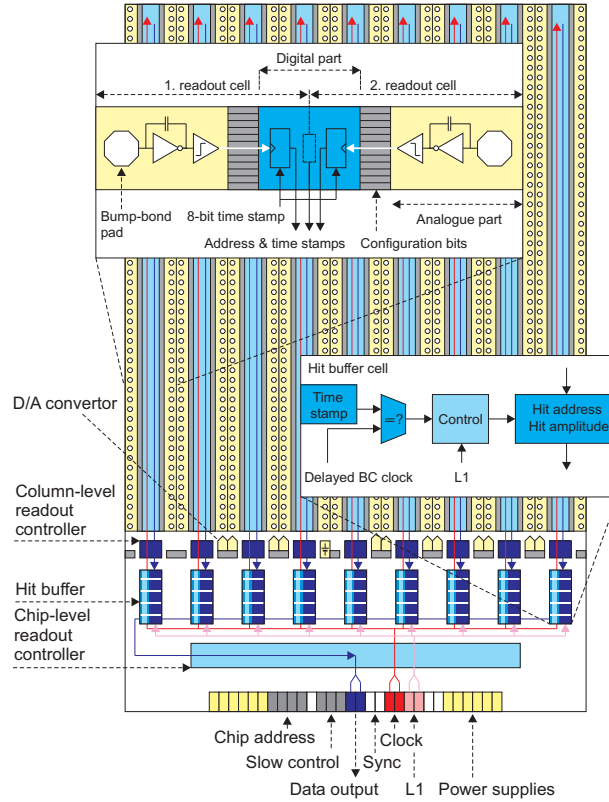 Digital part
1. readout cell
2. readout cell
Bump-bond
pad
8-bit time stamp
Address & time stamps
Analogue part
Configuration bits
Hit buffer cell
Time
stamp
=?
Control
Hit address
Hit amplitude
Delayed BC clock
L1
D/A convertor
Column-level
readout
controller
Hit buffer
Chip-level
readout
controller
Chip address
Slow control
Data output
Sync
Clock
L1
Power supplies